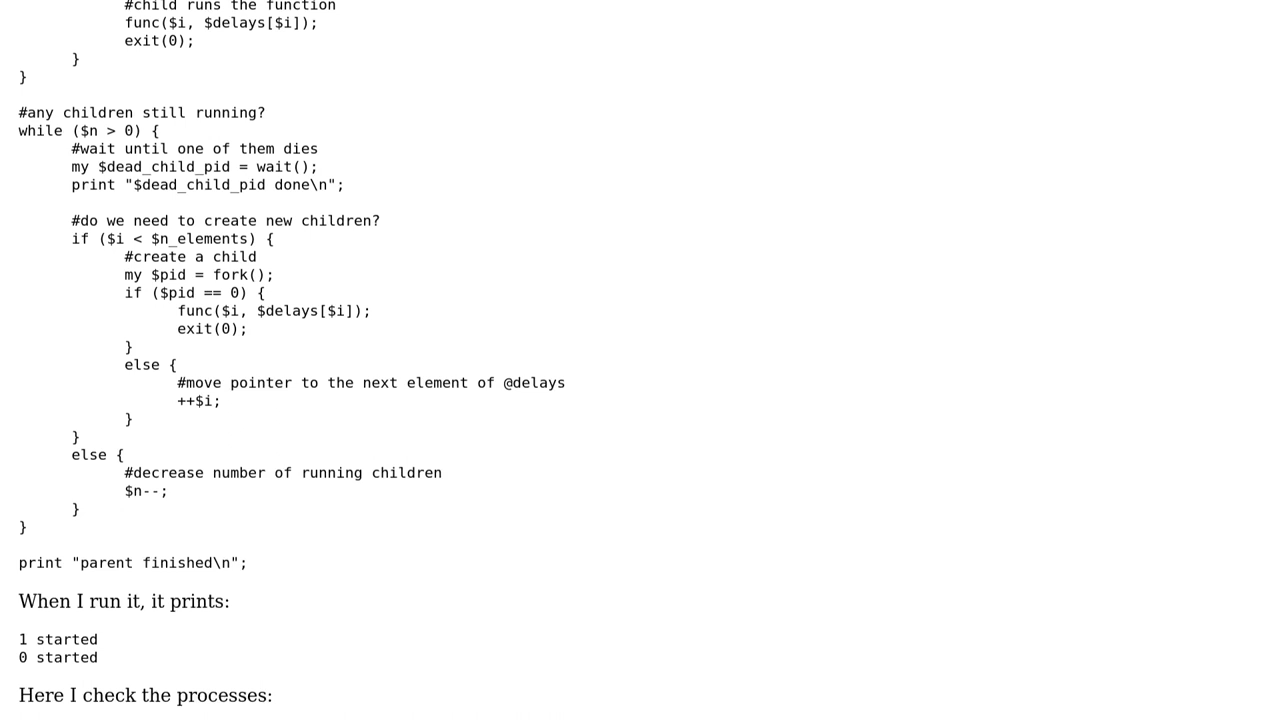 #child runs the function
func($i, $delays[$i]);
exit(0);
}
}
#any children still running?
while ($n > 0) {
#wait until one of them dies
my $dead_child_pid = wait();
print "$dead_child_pid done\n";
#do we need to create new children?
if ($i < $n_elements) {
#create a child
my $pid = fork();
if ($pid == 0) {
func($i, $delays[$i]);
exit(0);
}
else {
#move pointer to the next element of @delays
++$i;
}
}
else {
#decrease number of running children
$n--;
}
}
print "parent finished\n";
When I run it, it prints:
1 started
0 started
Here I check the processes: